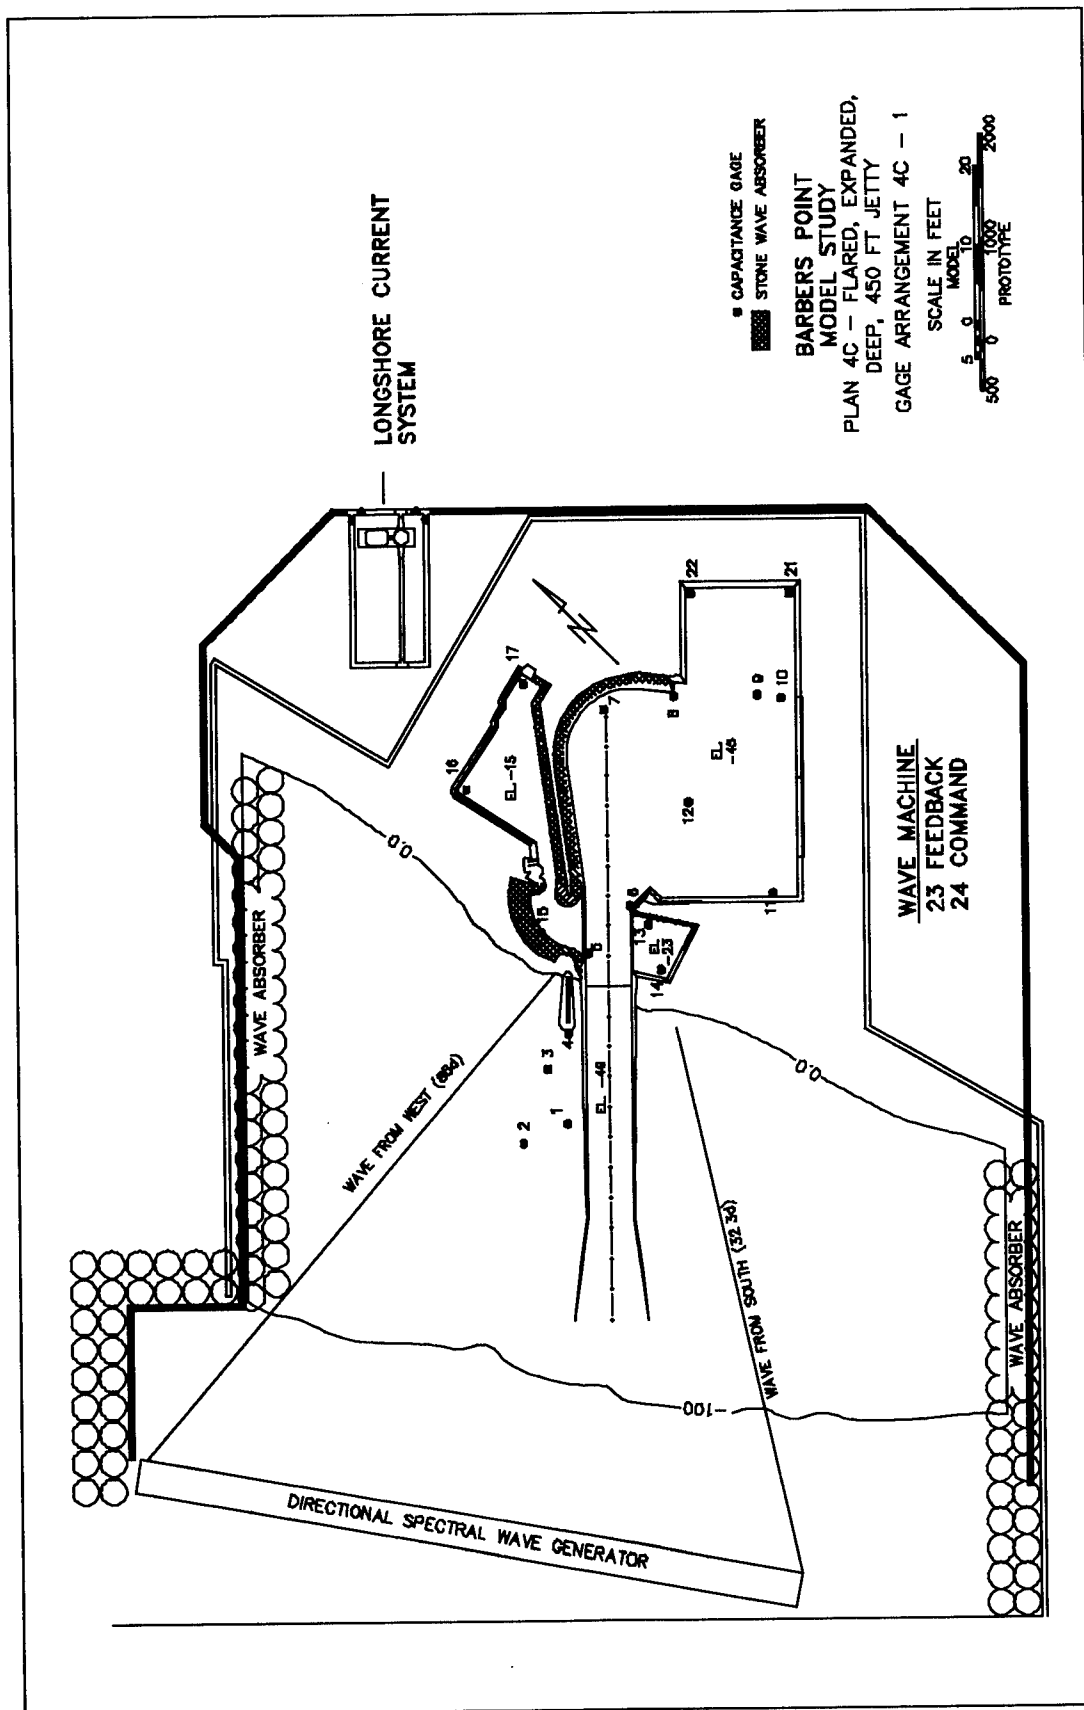 LONGSHORE CURRENT
SYSTEM
CAPACITANCE GAGE
STONE WAVE ABSORBER
BARBERS POINT
MODEL STUDY
PLAN 4C - FLARED, EXPANDED,
DEEP, 450 FT JETTY
GAGE ARRANGEMENT 4C - 1
SCALE IN FEET
MODEL
5 0 10 20
500 0 1000 2000
PROTOTYPE
WAVE MACHINE
23 FEEDBACK
24 COMMAND
WAVE ABSORBER
WAVE ABSORBER
DIRECTIONAL SPECTRAL WAVE GENERATOR
WAVE FROM WEST
WAVE FROM SOUTH
0.0
0.0
-100
N
EL -15
EL
-45
EL
-23
EL
1
2
3
4
6
7
8
9
10
11
12
13
14
15
16
17
21
22